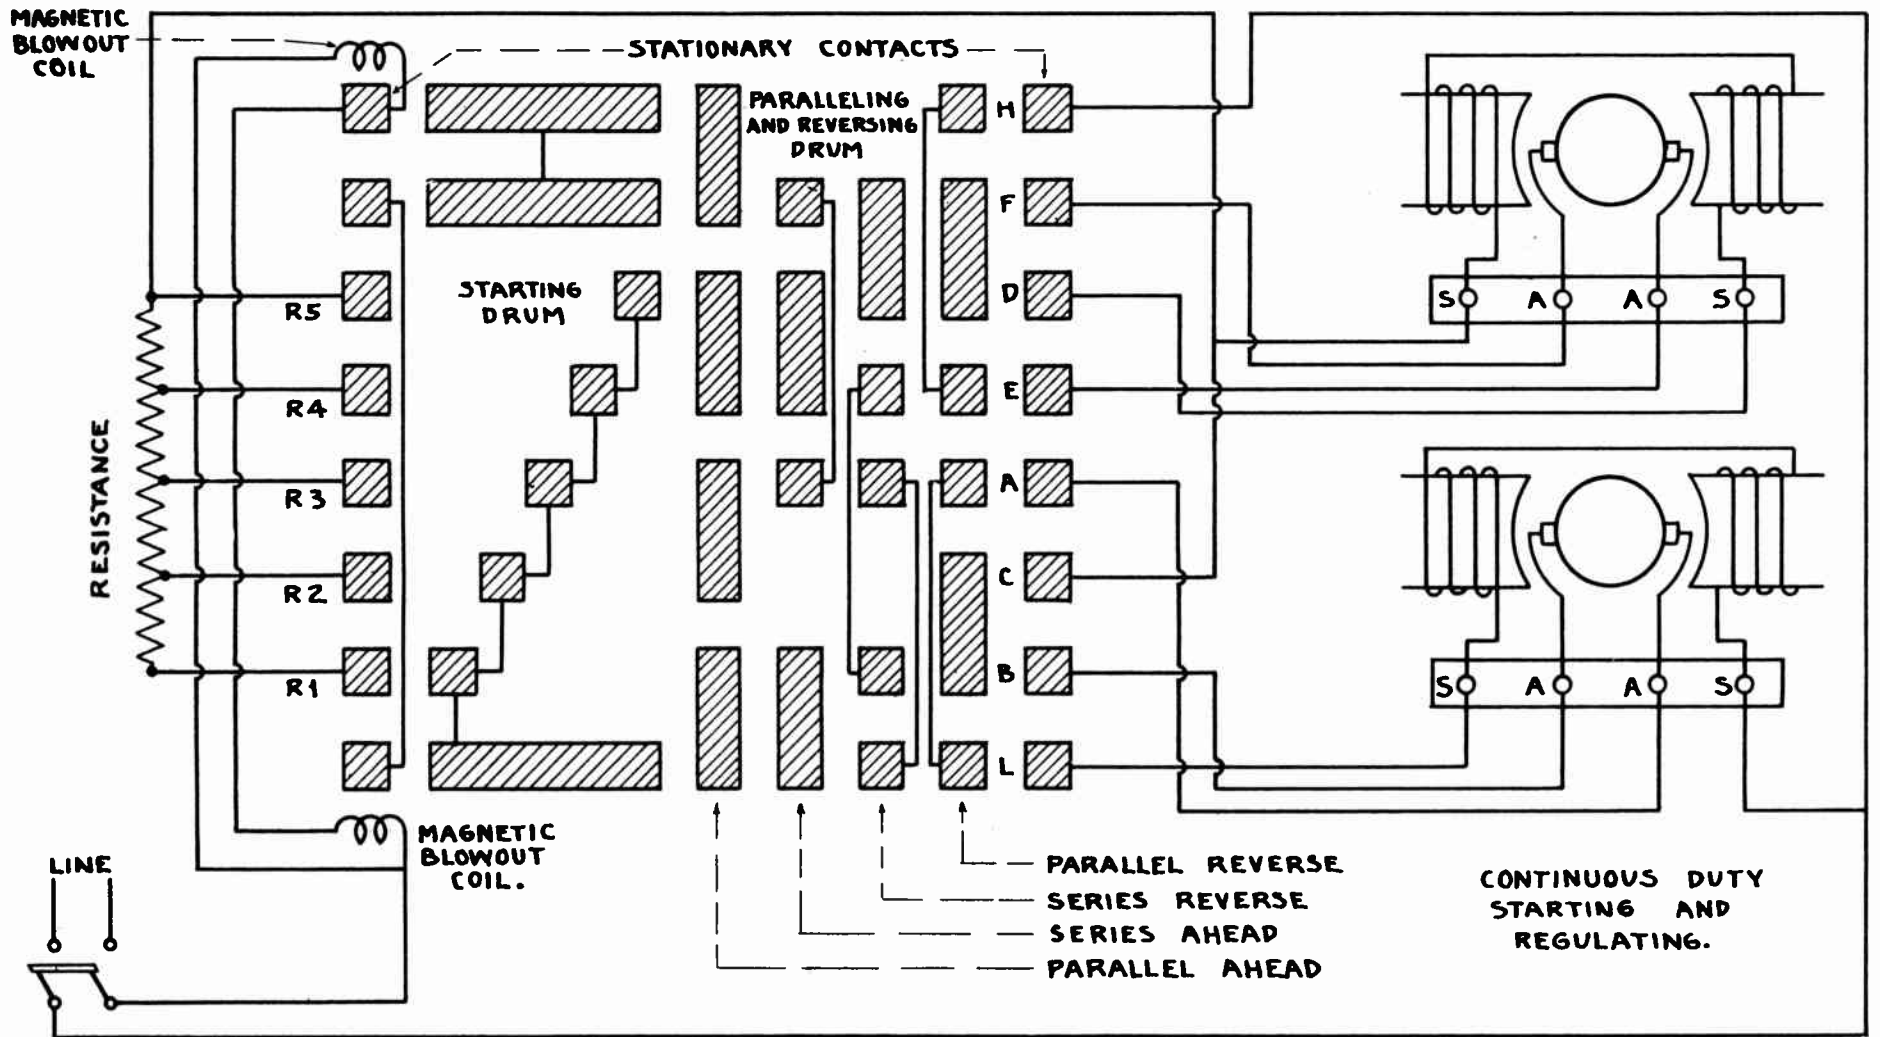 MAGNETIC
BLOWOUT
COIL
STATIONARY CONTACTS
PARALLELING
AND REVERSING
DRUM
H
F
STARTING
DRUM
D
R5
S A A S
R4
E
RESISTANCE
R3
A
R2
C
R1
B
S A A S
L
MAGNETIC
BLOWOUT
COIL.
LINE
PARALLEL REVERSE
SERIES REVERSE
SERIES AHEAD
PARALLEL AHEAD
CONTINUOUS DUTY
STARTING AND
REGULATING.